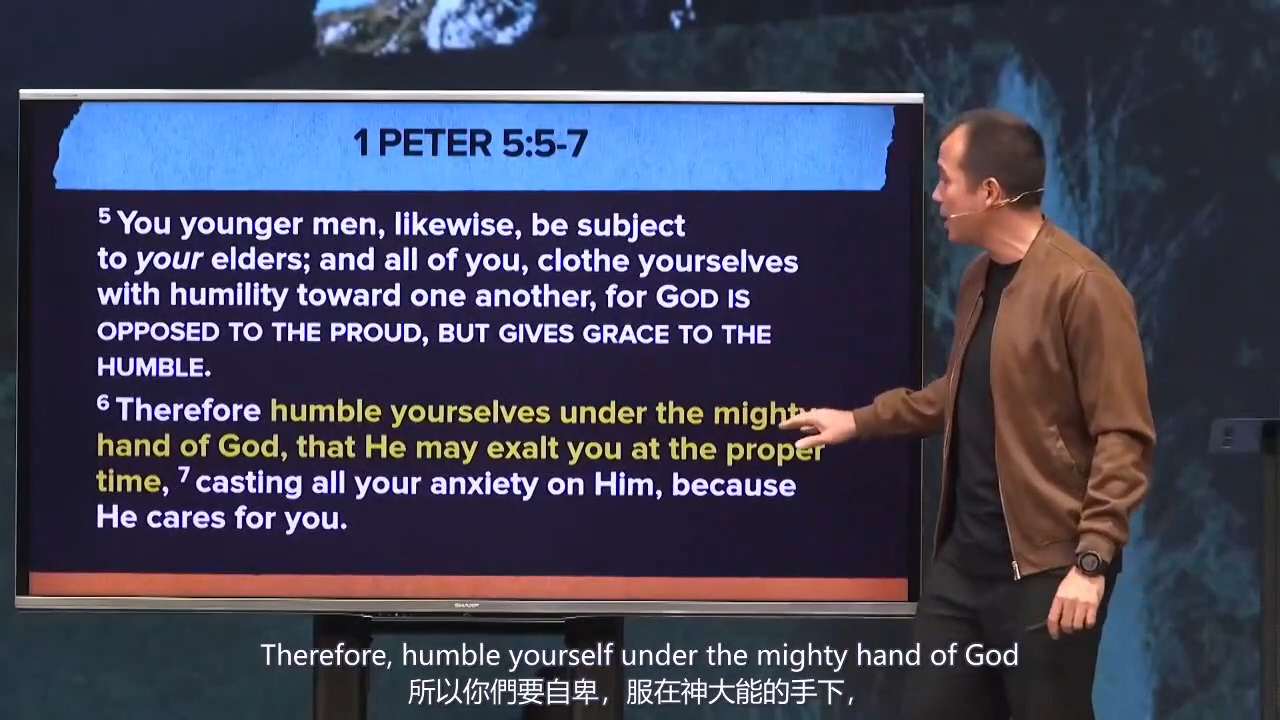 1 PETER 5:5-7
5 You younger men, likewise, be subject
to your elders; and all of you, clothe yourselves
with humility toward one another, for GOD IS
OPPOSED TO THE PROUD, BUT GIVES GRACE TO THE
HUMBLE.
6 Therefore humble yourselves under the mighty
hand of God, that He may exalt you at the proper
time, 7 casting all your anxiety on Him, because
He cares for you.
SHARP
Therefore, humble yourself under the mighty hand of God
所以你們要自卑，服在神大能的手下，